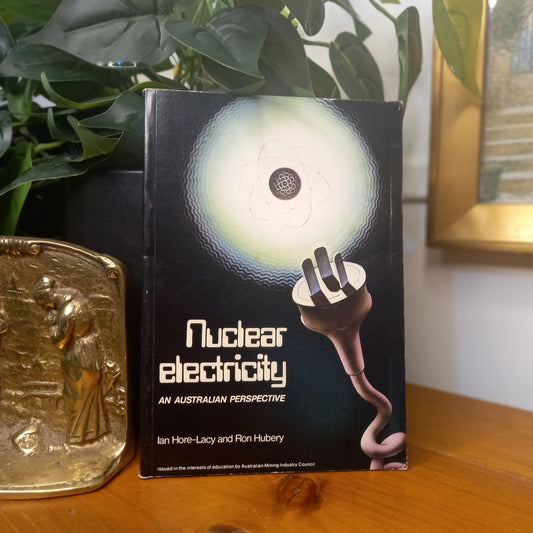 Nuclear
electricity
AN AUSTRALIAN PERSPECTIVE
Ian Hore-Lacy and Ron Hubery
Issued in the interests of education by Australian Mining Industry Council